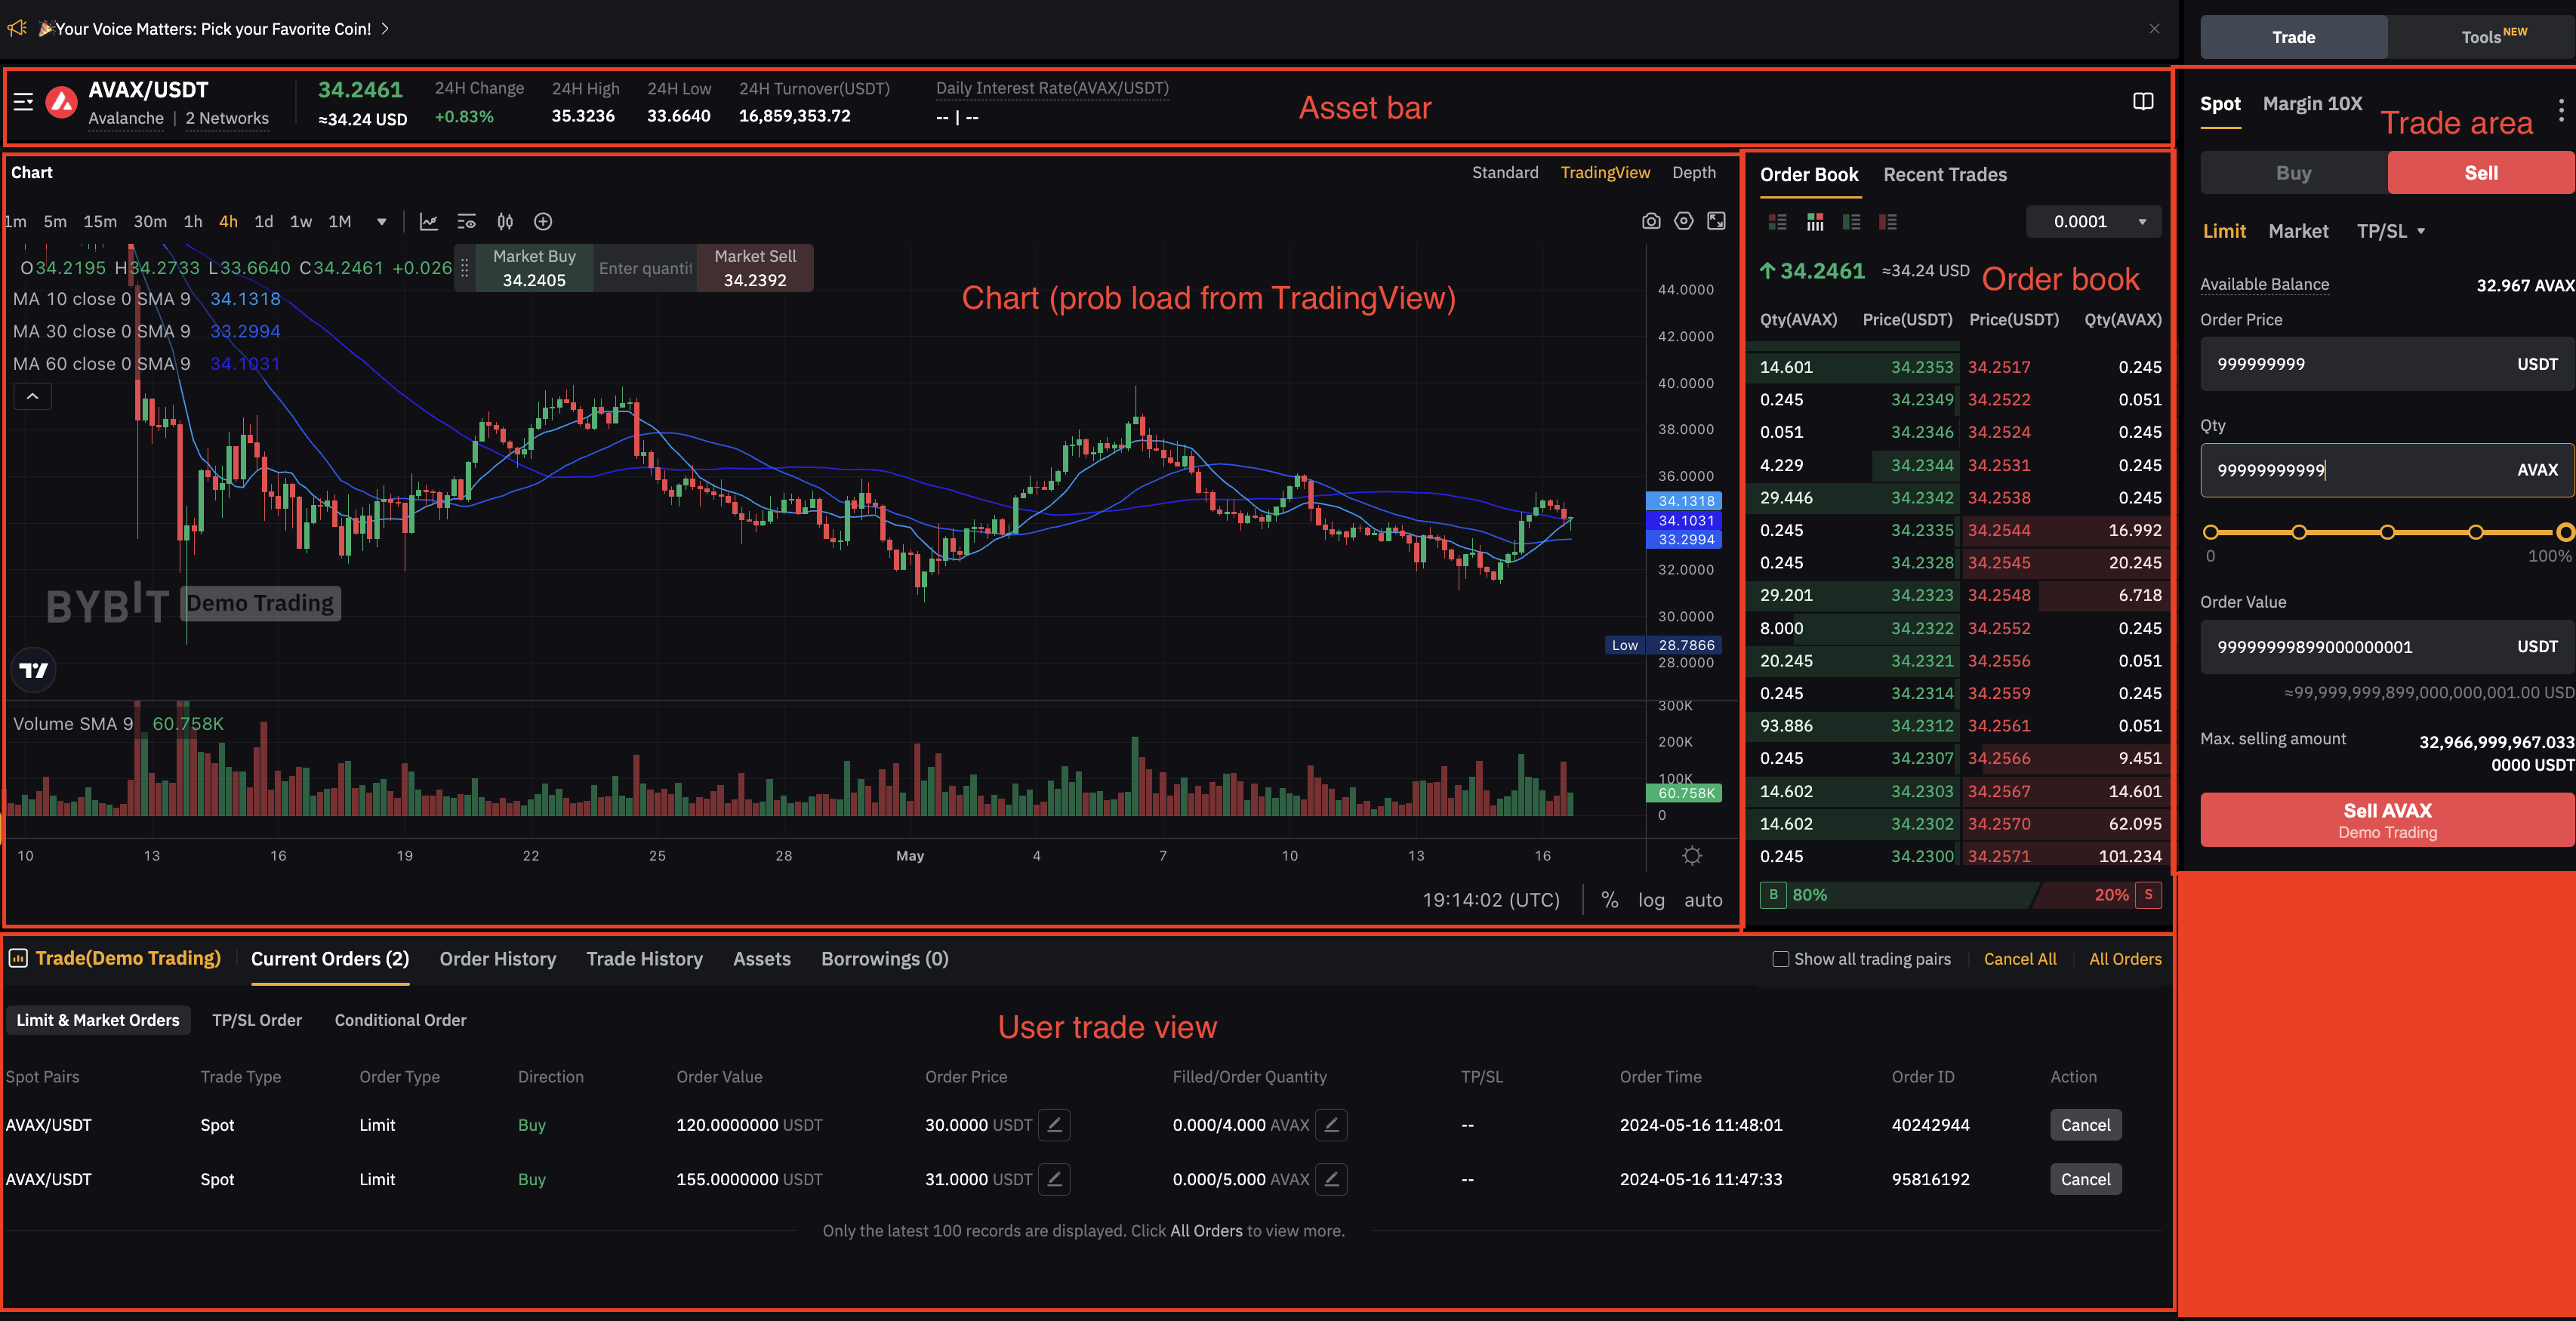 🎉Your Voice Matters: Pick your Favorite Coin! >
Trade Tools NEW
AVAX/USDT
Avalanche | 2 Networks
34.2461
≈34.24 USD
24H Change
+0.83%
24H High
35.3236
24H Low
33.6640
24H Turnover(USDT)
16,859,353.72
Daily Interest Rate(AVAX/USDT)
-- | --
Asset bar
Chart
Standard TradingView Depth
1m 5m 15m 30m 1h 4h 1d 1w 1M
O34.2195 H34.2733 L33.6640 C34.2461 +0.026
Market Buy
34.2405
Enter quantit
Market Sell
34.2392
MA 10 close 0 SMA 9 34.1318
MA 30 close 0 SMA 9 33.2994
MA 60 close 0 SMA 9 34.1031
Chart (prob load from TradingView)
44.0000
42.0000
40.0000
38.0000
36.0000
34.1318
34.1031
33.2994
32.0000
30.0000
Low 28.7866
28.0000
BYBIT Demo Trading
Volume SMA 9 60.758K
300K
200K
100K
60.758K
0
10 13 16 19 22 25 28 May 4 7 10 13 16
19:14:02 (UTC) % log auto
Order Book Recent Trades
0.0001
34.2461 ≈34.24 USD
Order book
Qty(AVAX) Price(USDT) Price(USDT) Qty(AVAX)
14.601 34.2353 34.2517 0.245
0.245 34.2349 34.2522 0.051
0.051 34.2346 34.2524 0.245
4.229 34.2344 34.2531 0.245
29.446 34.2342 34.2538 0.245
0.245 34.2335 34.2544 16.992
0.245 34.2328 34.2545 20.245
29.201 34.2323 34.2548 6.718
8.000 34.2322 34.2552 0.245
20.245 34.2321 34.2556 0.051
0.245 34.2314 34.2559 0.245
93.886 34.2312 34.2561 0.051
0.245 34.2307 34.2566 9.451
14.602 34.2303 34.2567 14.601
14.602 34.2302 34.2570 62.095
0.245 34.2300 34.2571 101.234
B 80% 20% S
Spot Margin 10X
Trade area
Buy Sell
Limit Market TP/SL
Available Balance 32.967 AVAX
Order Price
999999999 USDT
Qty
99999999999 AVAX
0 100%
Order Value
99999999899000000001 USDT
≈99,999,999,899,000,000,001.00 USD
Max. selling amount 32,966,999,967.033
0000 USDT
Sell AVAX
Demo Trading
Trade(Demo Trading) Current Orders (2) Order History Trade History Assets Borrowings (0)
Show all trading pairs Cancel All All Orders
Limit & Market Orders TP/SL Order Conditional Order
User trade view
Spot Pairs Trade Type Order Type Direction Order Value Order Price Filled/Order Quantity TP/SL Order Time Order ID Action
AVAX/USDT Spot Limit Buy 120.0000000 USDT 30.0000 USDT 0.000/4.000 AVAX -- 2024-05-16 11:48:01 40242944 Cancel
AVAX/USDT Spot Limit Buy 155.0000000 USDT 31.0000 USDT 0.000/5.000 AVAX -- 2024-05-16 11:47:33 95816192 Cancel
Only the latest 100 records are displayed. Click All Orders to view more.